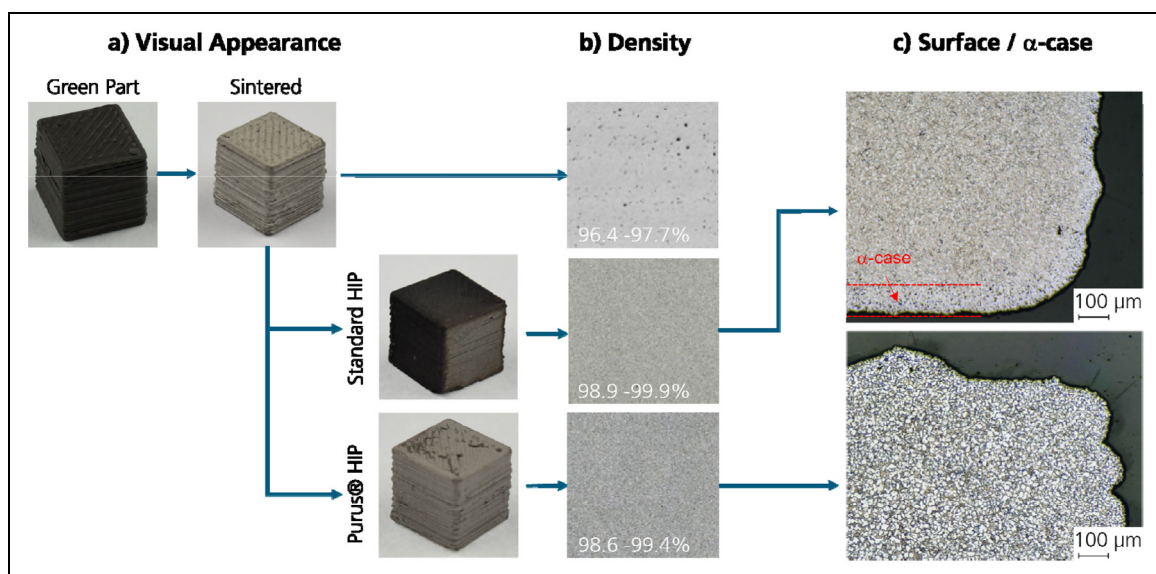 a) Visual Appearance
b) Density
c) Surface / α-case
Green Part
Sintered
96.4 -97.7%
α-case
100 µm
Standard HIP
98.9 -99.9%
Purus® HIP
98.6 -99.4%
100 µm